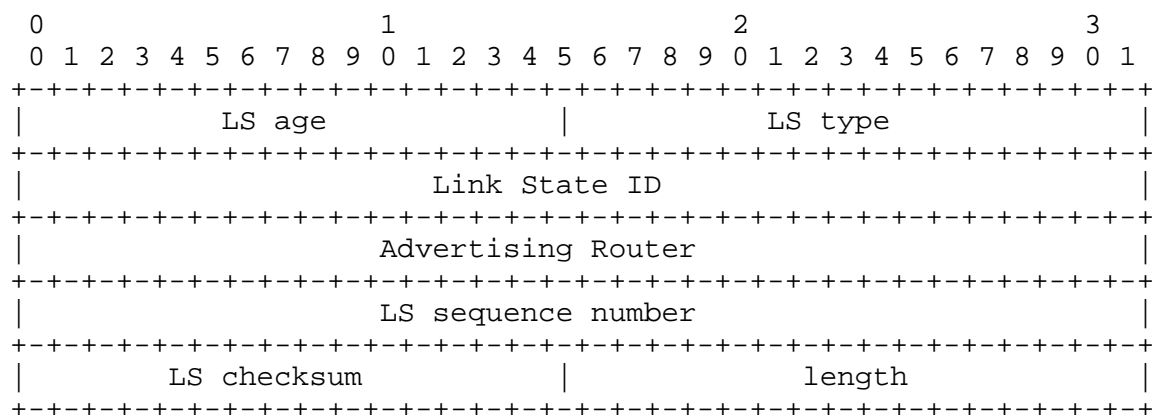 0                   1                   2                   3
 0 1 2 3 4 5 6 7 8 9 0 1 2 3 4 5 6 7 8 9 0 1 2 3 4 5 6 7 8 9 0 1
+-+-+-+-+-+-+-+-+-+-+-+-+-+-+-+-+-+-+-+-+-+-+-+-+-+-+-+-+-+-+-+-+
|           LS age              |           LS type             |
+-+-+-+-+-+-+-+-+-+-+-+-+-+-+-+-+-+-+-+-+-+-+-+-+-+-+-+-+-+-+-+-+
|                       Link State ID                           |
+-+-+-+-+-+-+-+-+-+-+-+-+-+-+-+-+-+-+-+-+-+-+-+-+-+-+-+-+-+-+-+-+
|                    Advertising Router                         |
+-+-+-+-+-+-+-+-+-+-+-+-+-+-+-+-+-+-+-+-+-+-+-+-+-+-+-+-+-+-+-+-+
|                    LS sequence number                         |
+-+-+-+-+-+-+-+-+-+-+-+-+-+-+-+-+-+-+-+-+-+-+-+-+-+-+-+-+-+-+-+-+
|        LS checksum            |             length            |
+-+-+-+-+-+-+-+-+-+-+-+-+-+-+-+-+-+-+-+-+-+-+-+-+-+-+-+-+-+-+-+-+